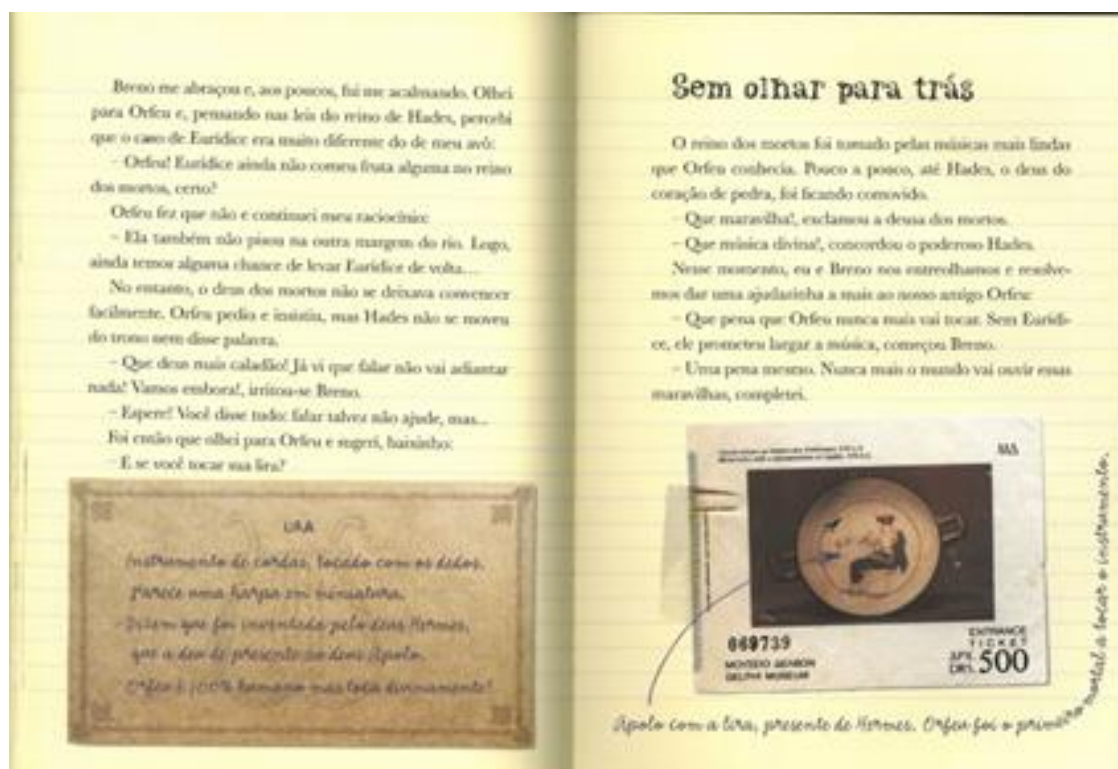 Breno me abraçou e, aos poucos, fui me acalmando. Olhei
para Orfeu e, pensando nas leis do reino de Hades, percebi
que o caso de Eurídice era muito diferente do de meu avô:
– Orfeu! Eurídice ainda não comeu fruta alguma no reino
dos mortos, certo?
Orfeu fez que não e continuei meu raciocínio:
– Ela também não pisou na outra margem do rio. Logo,
ainda temos alguma chance de levar Eurídice de volta…
No entanto, o deus dos mortos não se deixava convencer
facilmente. Orfeu pediu e insistiu, mas Hades não se moveu
do trono nem disse palavra.
– Que deus mais caladão! Já vi que falar não vai adiantar
nada! Vamos embora!, irritou-se Breno.
– Espere! Você disse tudo: falar talvez não ajude, mas...
Foi então que olhei para Orfeu e sugeri, baixinho:
– E se você tocar sua lira?
LIRA
Instrumento de cordas, tocado com os dedos.
Parece uma harpa em miniatura.
Dizem que foi inventada pelo deus Hermes,
que a deu de presente ao deus Apolo.
Orfeu é 100% humano mas toca divinamente!
Sem olhar para trás
O reino dos mortos foi tomado pelas músicas mais lindas
que Orfeu conhecia. Pouco a pouco, até Hades, o deus do
coração de pedra, foi ficando comovido.
– Que maravilha!, exclamou a deusa dos mortos.
– Que música divina!, concordou o poderoso Hades.
Nesse momento, eu e Breno nos entreolhamos e resolve-
mos dar uma ajudazinha a mais ao nosso amigo Orfeu:
– Que pena que Orfeu nunca mais vai tocar. Sem Eurídi-
ce, ele prometeu largar a música, começou Breno.
– Uma pena mesmo. Nunca mais o mundo vai ouvir essas
maravilhas, completei.
669739
ΜΟΥΣΕΙΟ ΔΕΛΦΩΝ
DELPHI MUSEUM
ENTRANCE
TICKET
ΔΡΧ.
DRS. 500
Apolo com a lira, presente de Hermes. Orfeu foi o primeiro mortal a tocar o instrumento.